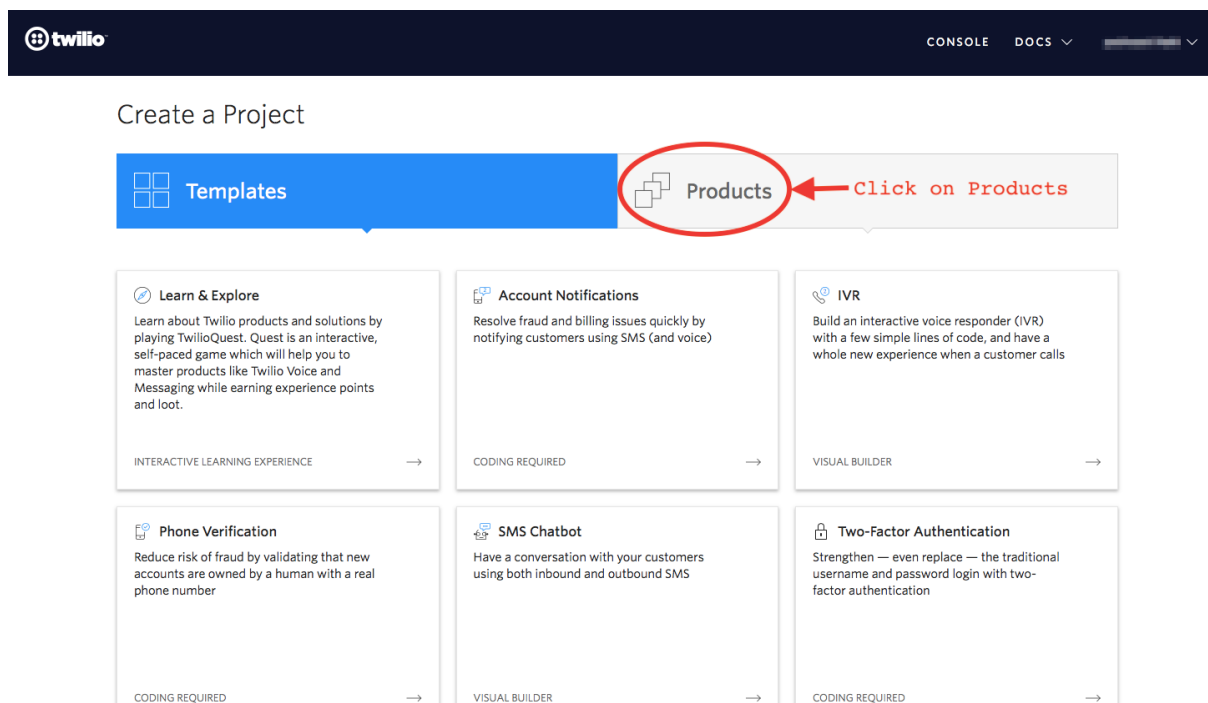 twilio
CONSOLE DOCS
Create a Project
Templates
Products
Click on Products
Learn & Explore
Learn about Twilio products and solutions by
playing TwilioQuest. Quest is an interactive,
self-paced game which will help you to
master products like Twilio Voice and
Messaging while earning experience points
and loot.
INTERACTIVE LEARNING EXPERIENCE
Account Notifications
Resolve fraud and billing issues quickly by
notifying customers using SMS (and voice)
CODING REQUIRED
IVR
Build an interactive voice responder (IVR)
with a few simple lines of code, and have a
whole new experience when a customer calls
VISUAL BUILDER
Phone Verification
Reduce risk of fraud by validating that new
accounts are owned by a human with a real
phone number
CODING REQUIRED
SMS Chatbot
Have a conversation with your customers
using both inbound and outbound SMS
VISUAL BUILDER
Two-Factor Authentication
Strengthen — even replace — the traditional
username and password login with two-
factor authentication
CODING REQUIRED